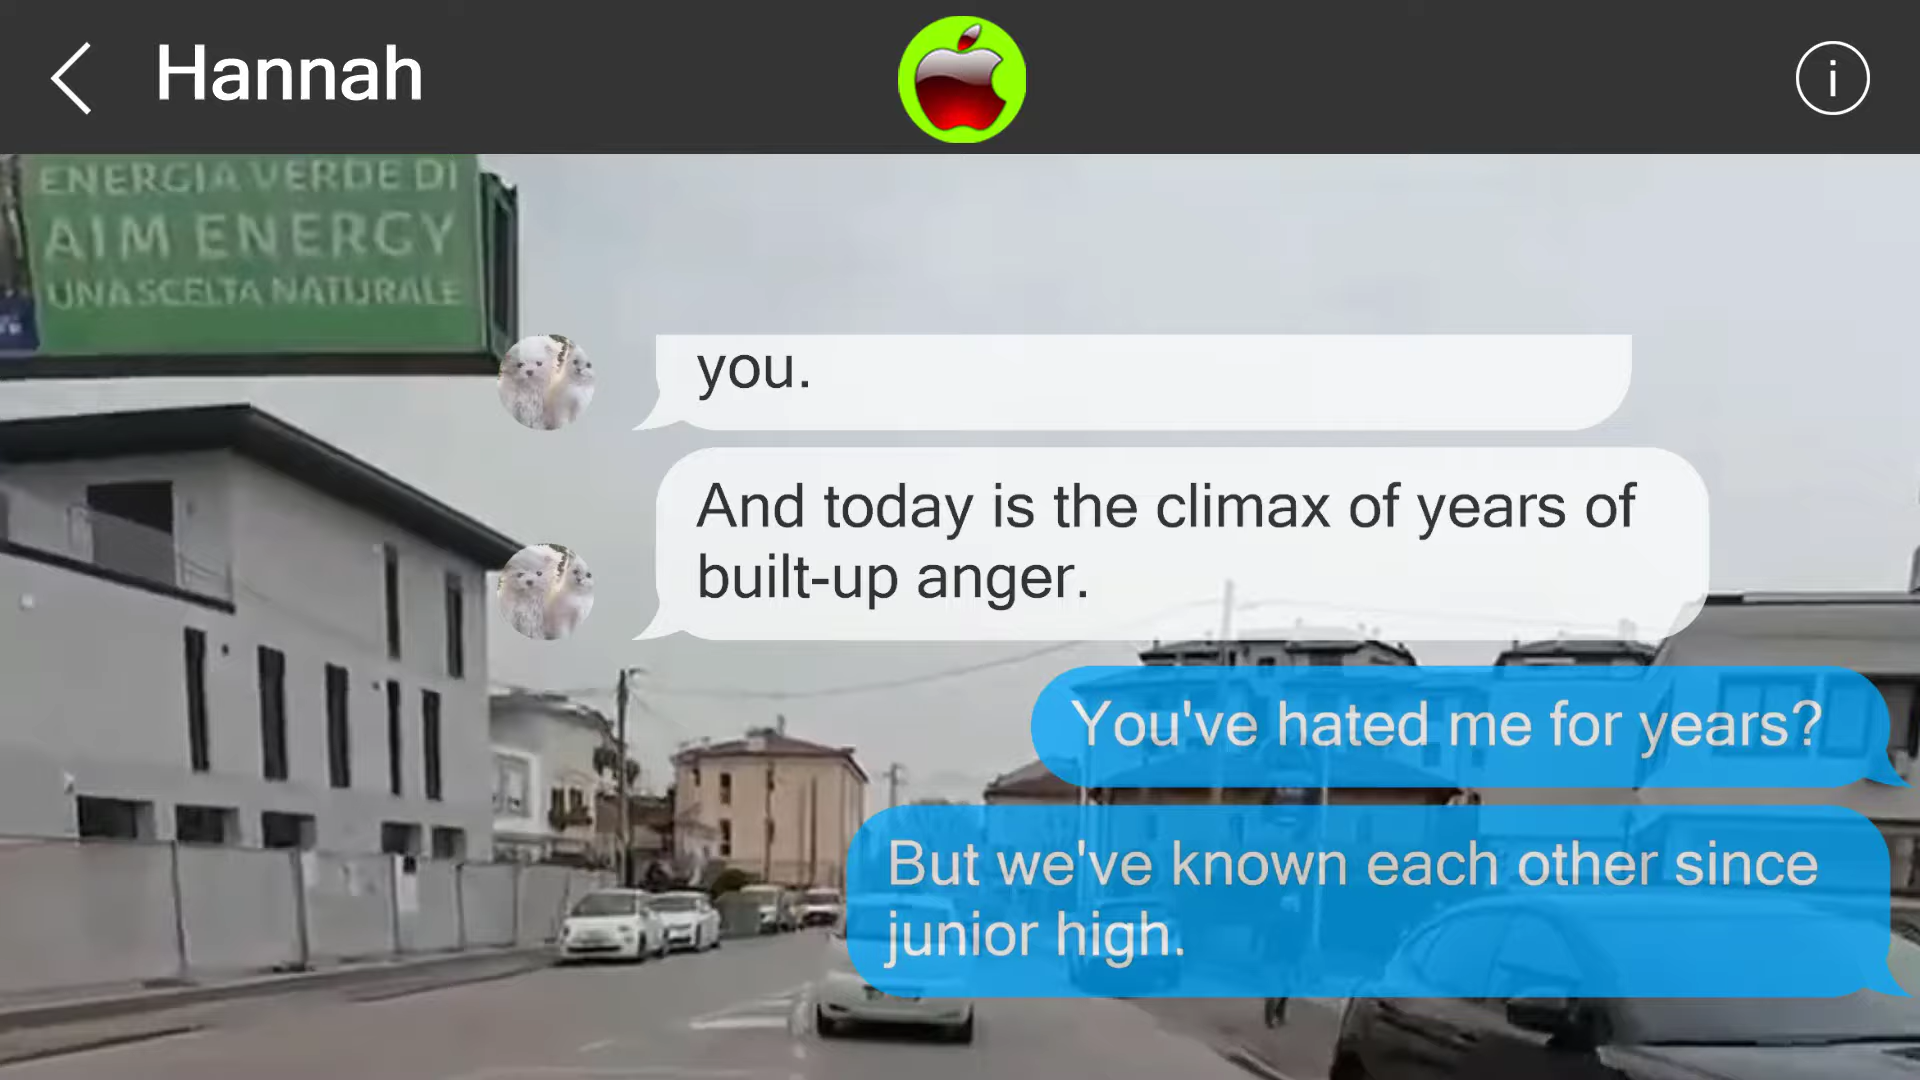 Hannah
ENERGIA VERDE DI
AIM ENERGY
UNA SCELTA NATURALE
you.
And today is the climax of years of
built-up anger.
You've hated me for years?
But we've known each other since
junior high.